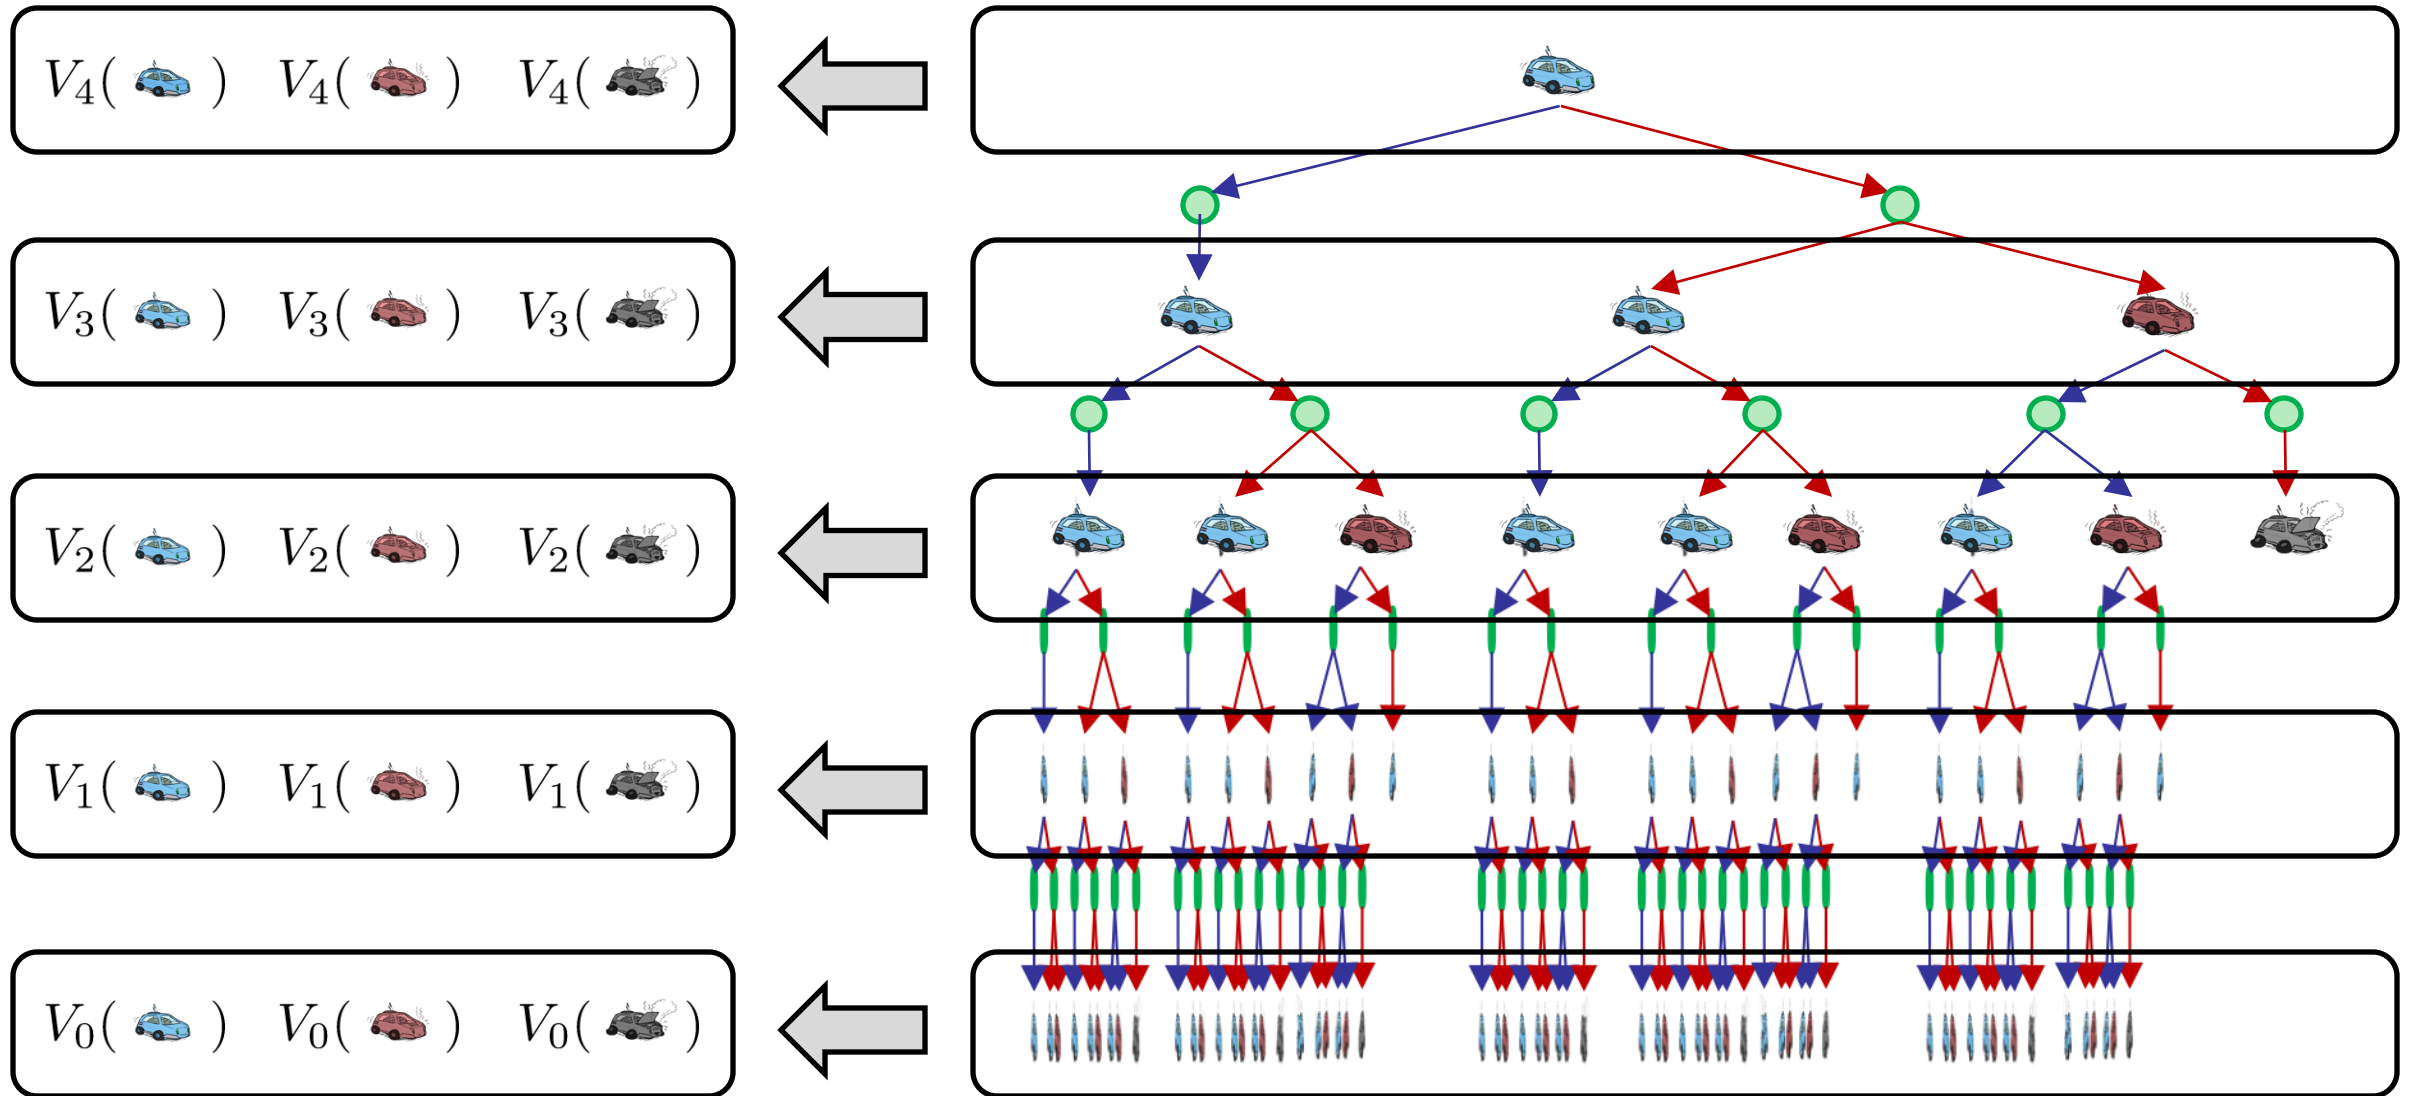 V₄( ) V₄( ) V₄( )
V₃( ) V₃( ) V₃( )
V₂( ) V₂( ) V₂( )
V₁( ) V₁( ) V₁( )
V₀( ) V₀( ) V₀( )